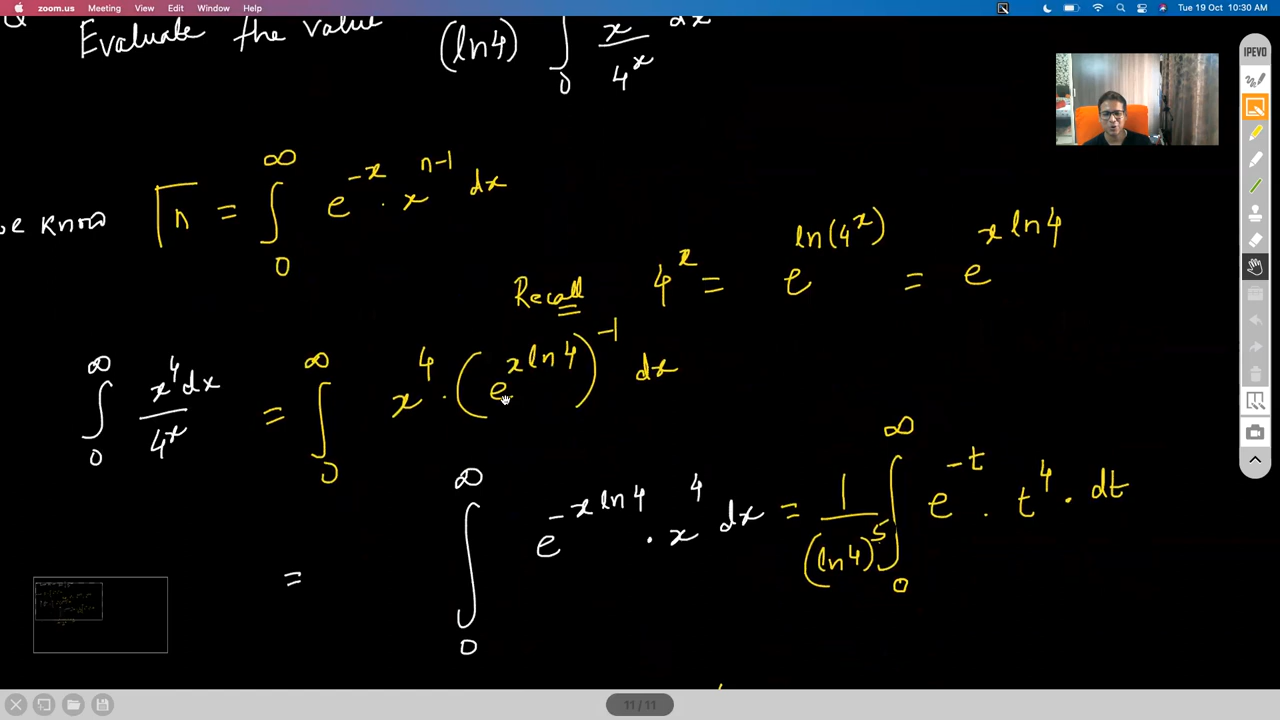 zoom.us Meeting View Edit Window Help Tue 19 Oct 10:30 AM
Evaluate the value (ln4) ∫₀ x/4^x dx
IPEVO
know Γn = ∫₀^∞ e^(-x) · x^(n-1) dx
Recall 4^x = e^(ln(4^x)) = e^(x ln4)
∫₀^∞ x^4 dx/4^x = ∫₀^∞ x^4 · (e^(x ln4))^(-1) dx
= ∫₀^∞ e^(-x ln4) · x^4 dx = 1/(ln4)^5 ∫₀^∞ e^(-t) · t^4 · dt
11/11